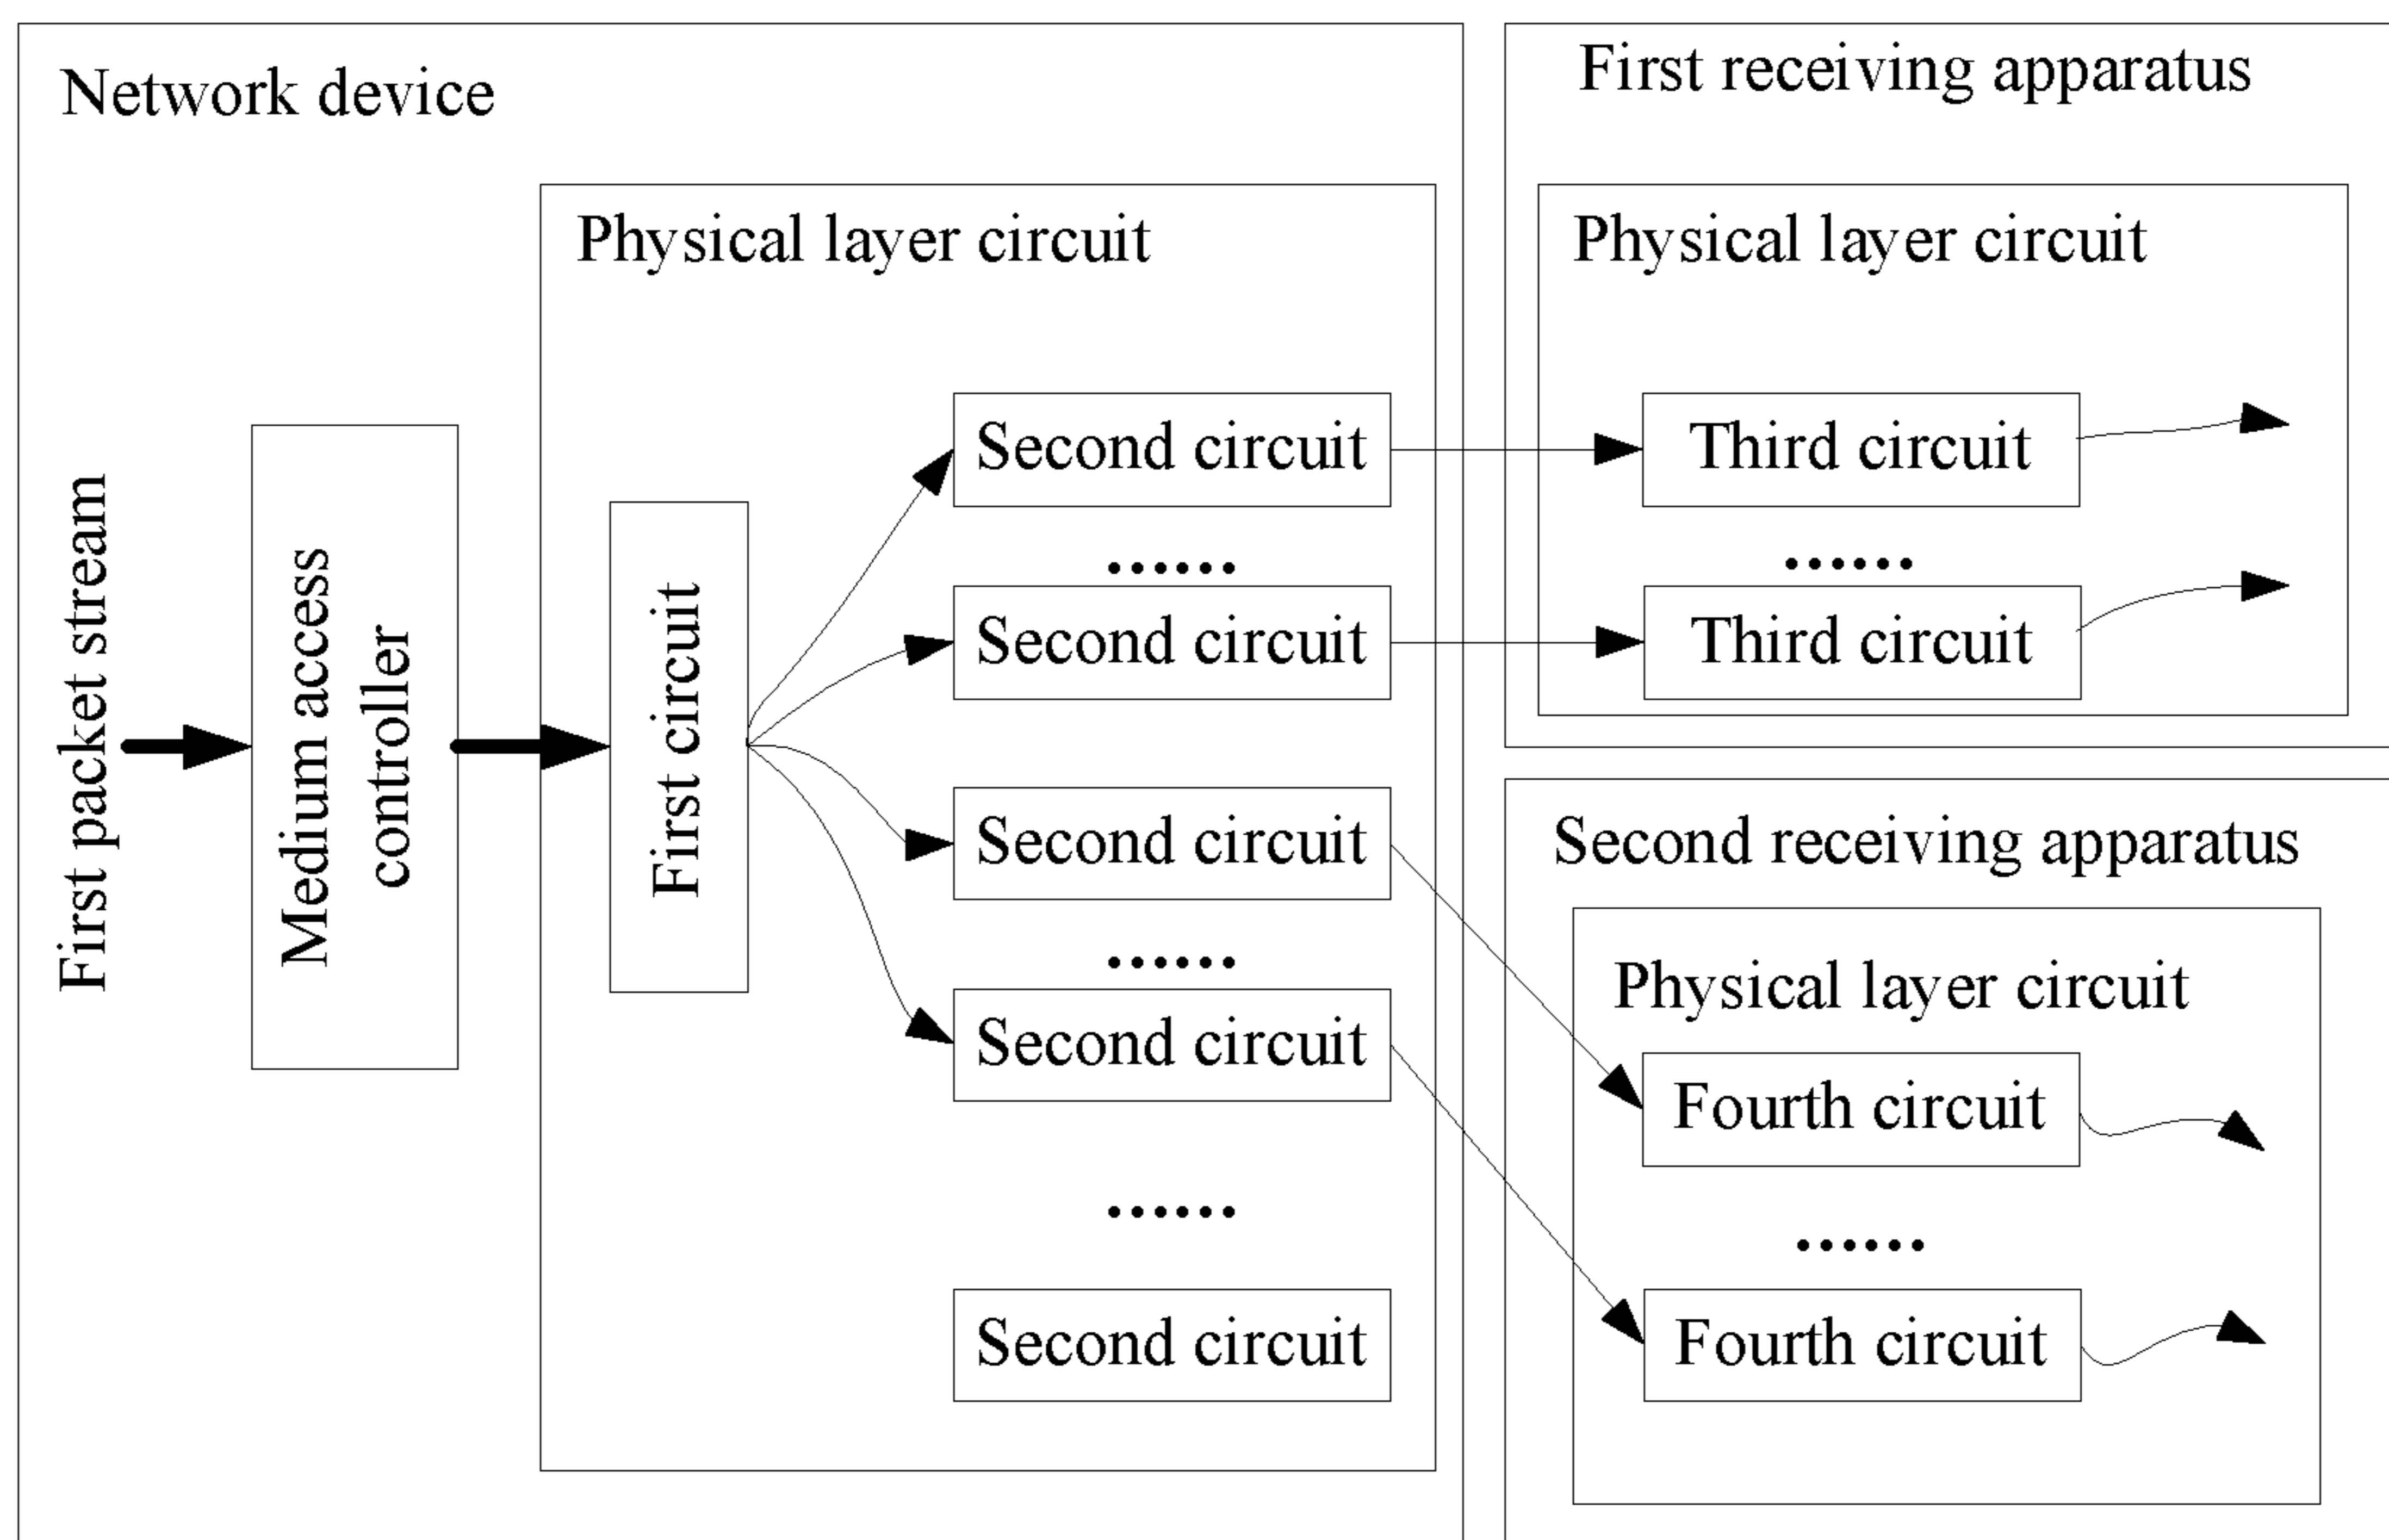 Network device
First packet stream
Medium access
controller
Physical layer circuit
First circuit
Second circuit
......
Second circuit
Second circuit
......
Second circuit
......
Second circuit
First receiving apparatus
Physical layer circuit
Third circuit
......
Third circuit
Second receiving apparatus
Physical layer circuit
Fourth circuit
......
Fourth circuit